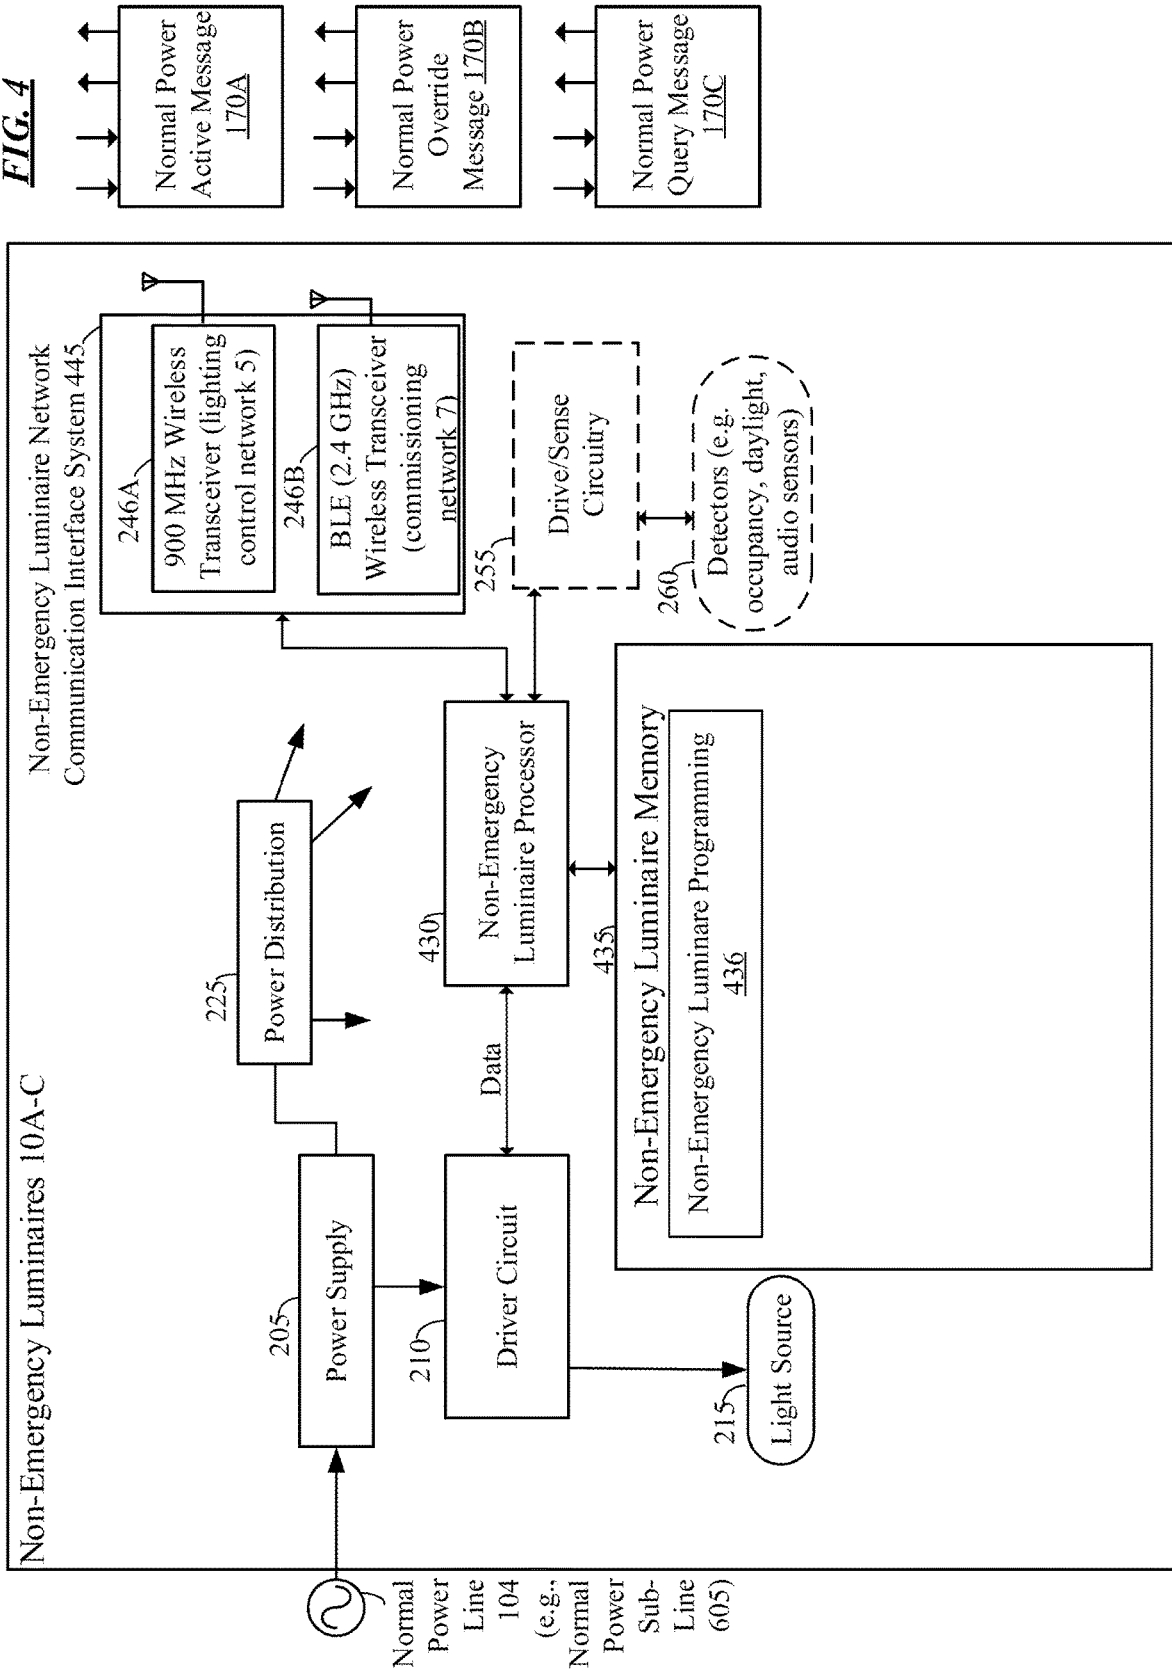 FIG. 4
Non-Emergency Luminaires 10A-C
Normal
Power
Line
104
(e.g.,
Normal
Power
Sub-
Line
605)
205
Power Supply
210
Driver Circuit
215
Light Source
225
Power Distribution
Data
430
Non-Emergency
Luminaire Processor
435
Non-Emergency Luminaire Memory
Non-Emergency Luminare Programming
436
Non-Emergency Luminaire Network
Communication Interface System 445
246A
900 MHz Wireless
Transceiver (lighting
control network 5)
246B
BLE (2.4 GHz)
Wireless Transceiver
(commissioning
network 7)
255
Drive/Sense
Circuitry
260
Detectors (e.g.
occupancy, daylight,
audio sensors)
Normal Power
Active Message
170A
Normal Power
Override
Message 170B
Normal Power
Query Message
170C